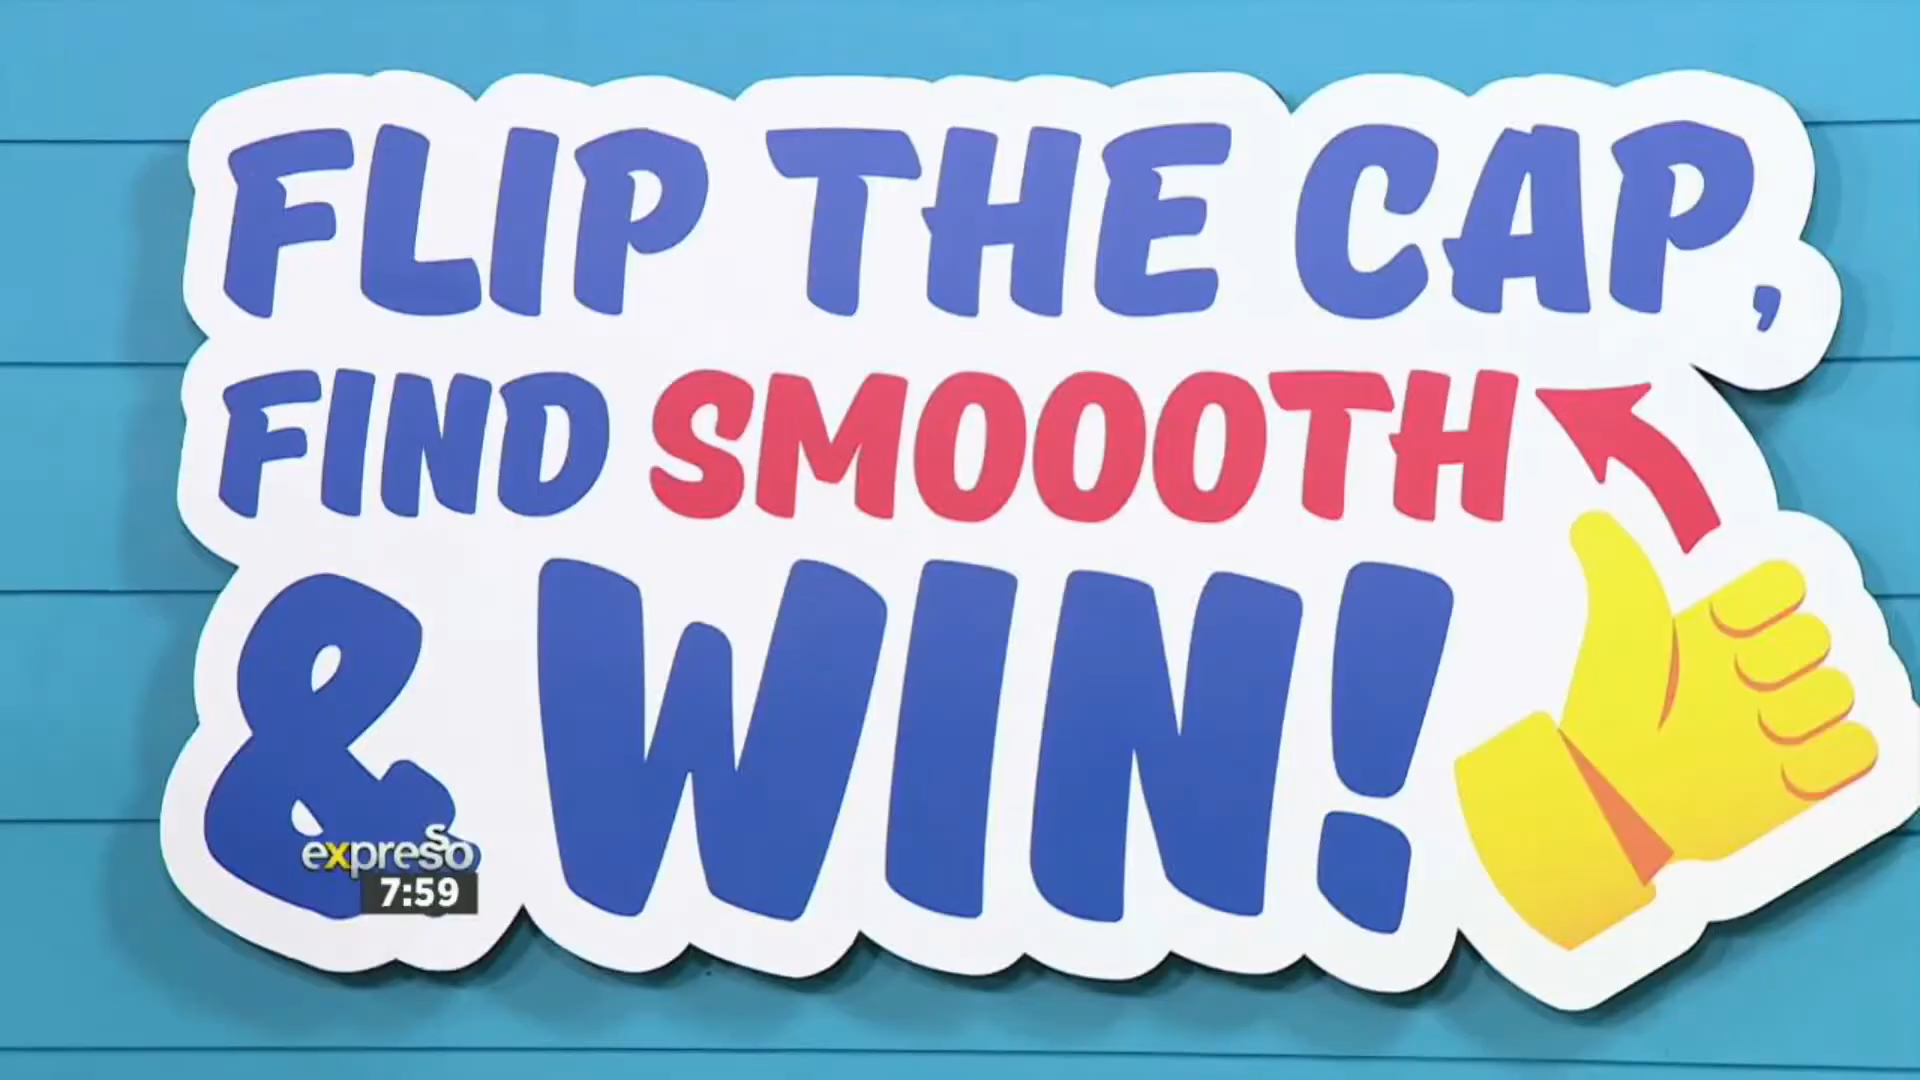 FLIP THE CAP,
FIND SMOOOTH
& WIN!
expresso
7:59